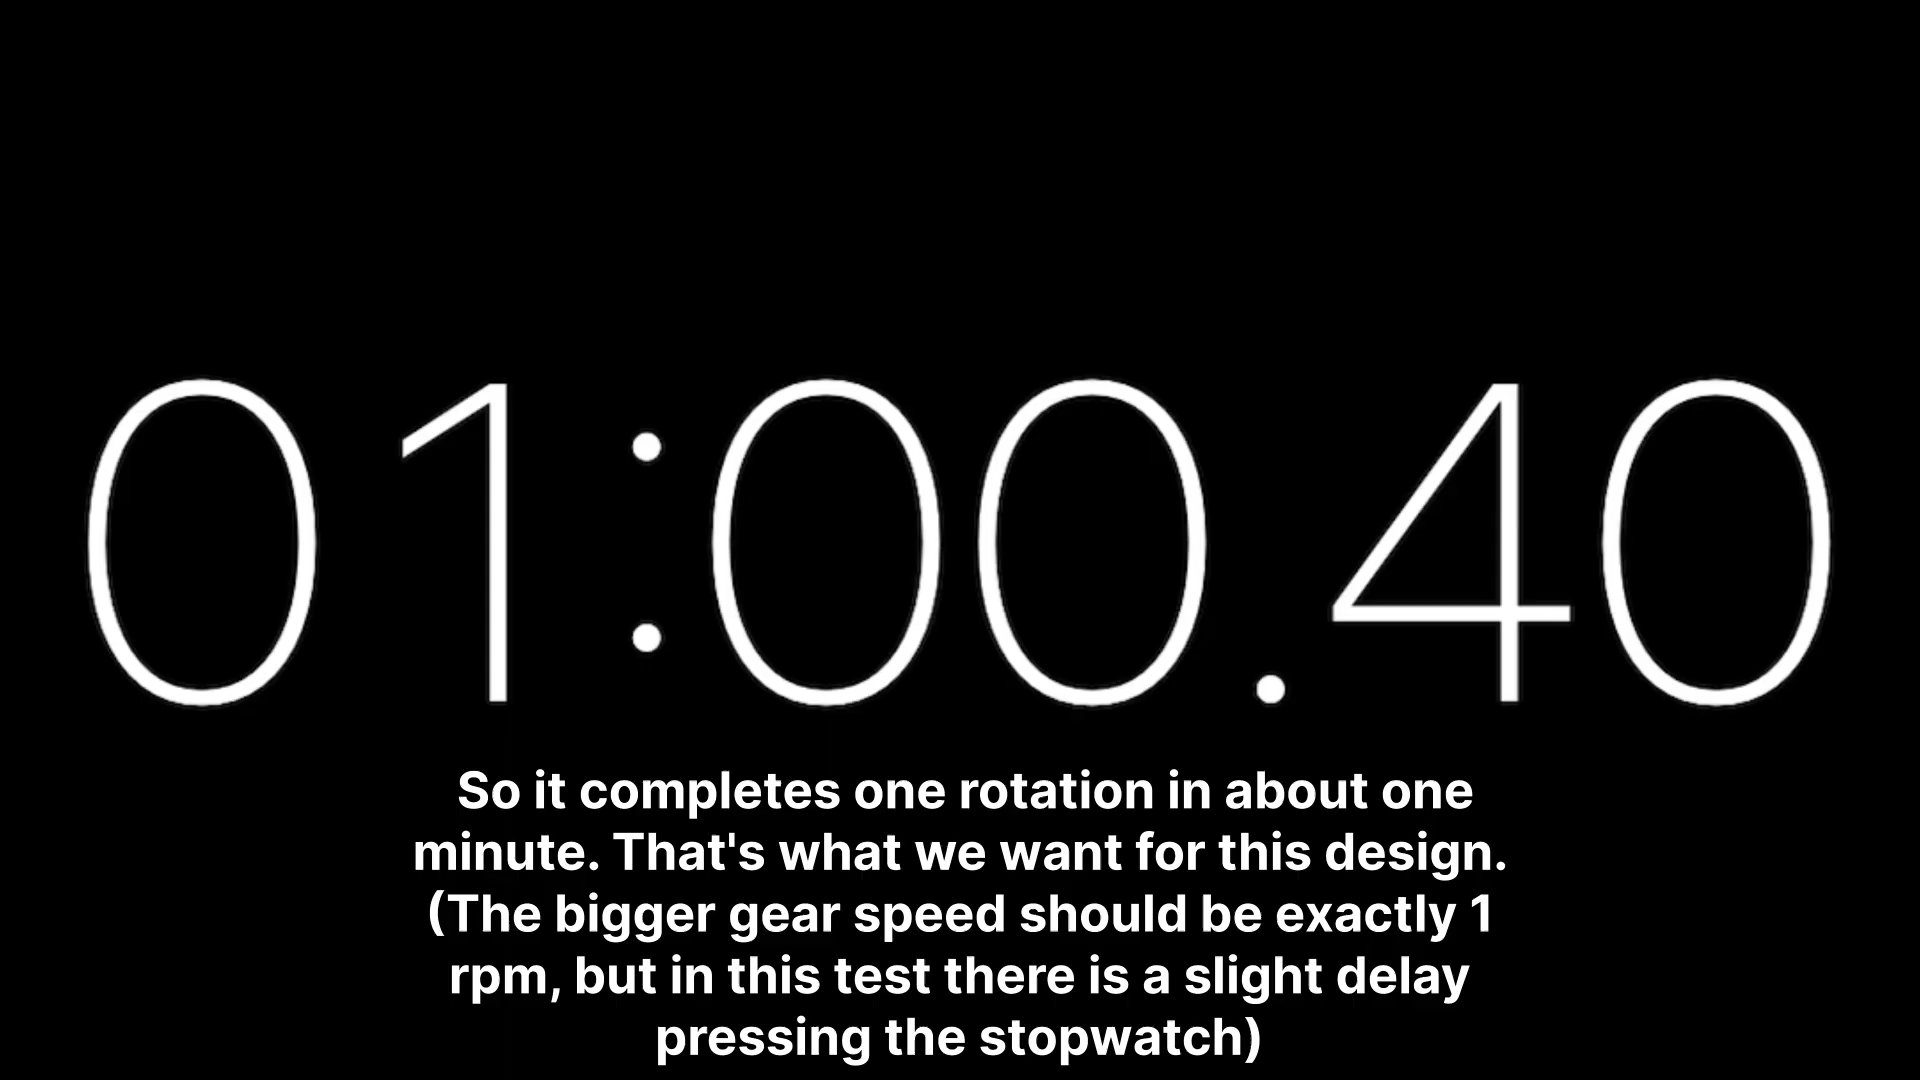 01:00.40
So it completes one rotation in about one
minute. That's what we want for this design.
(The bigger gear speed should be exactly 1
rpm, but in this test there is a slight delay
pressing the stopwatch)